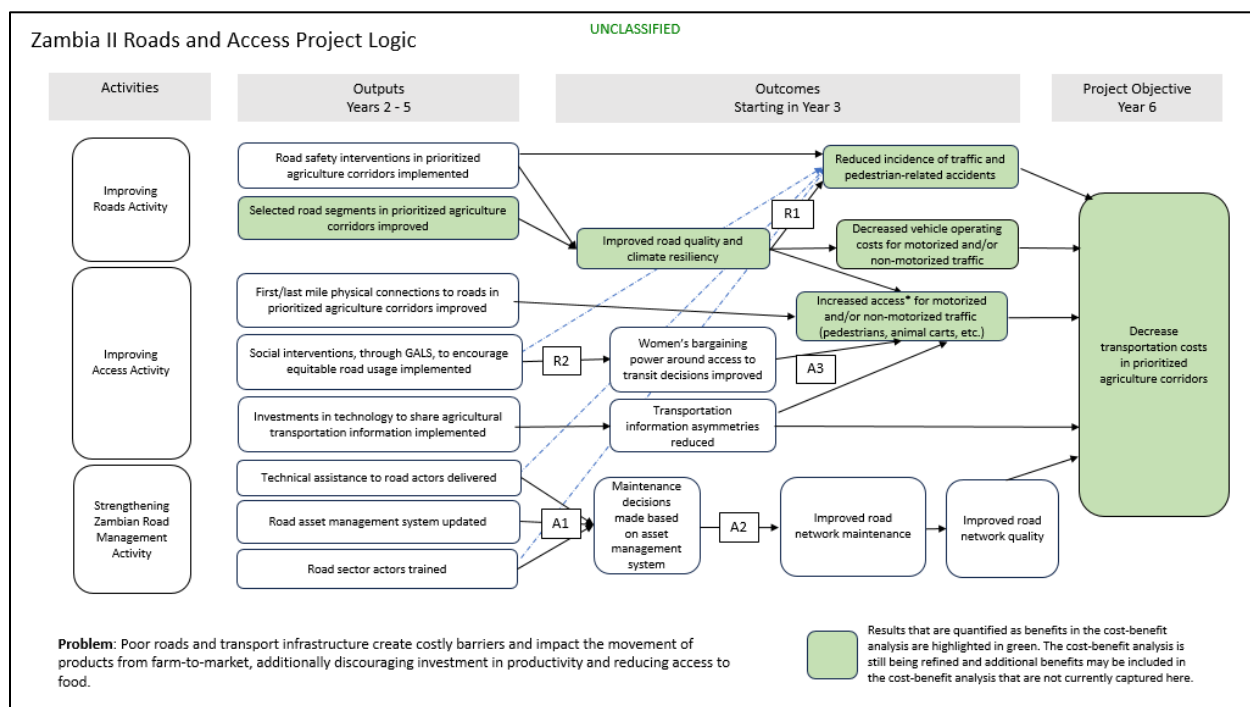 UNCLASSIFIED
Zambia II Roads and Access Project Logic
Activities
Outputs
Years 2 - 5
Outcomes
Starting in Year 3
Project Objective
Year 6
Improving
Roads Activity
Road safety interventions in prioritized
agriculture corridors implemented
Selected road segments in prioritized agriculture
corridors improved
Improving
Access Activity
First/last mile physical connections to roads in
prioritized agriculture corridors improved
Social interventions, through GALS, to encourage
equitable road usage implemented
Investments in technology to share agricultural
transportation information implemented
Strengthening
Zambian Road
Management
Activity
Technical assistance to road actors delivered
Road asset management system updated
Road sector actors trained
Improved road quality and
climate resiliency
R1
Reduced incidence of traffic and
pedestrian-related accidents
Decreased vehicle operating
costs for motorized and/or
non-motorized traffic
Increased access* for motorized
and/or non-motorized traffic
(pedestrians, animal carts, etc.)
R2
Women's bargaining
power around access to
transit decisions improved
A3
Transportation
information asymmetries
reduced
A1
Maintenance
decisions
made based
on asset
management
system
A2
Improved road
network maintenance
Improved road
network quality
Decrease
transportation costs
in prioritized
agriculture corridors
Problem: Poor roads and transport infrastructure create costly barriers and impact the movement of
products from farm-to-market, additionally discouraging investment in productivity and reducing access to
food.
Results that are quantified as benefits in the cost-benefit
analysis are highlighted in green. The cost-benefit analysis is
still being refined and additional benefits may be included in
the cost-benefit analysis that are not currently captured here.